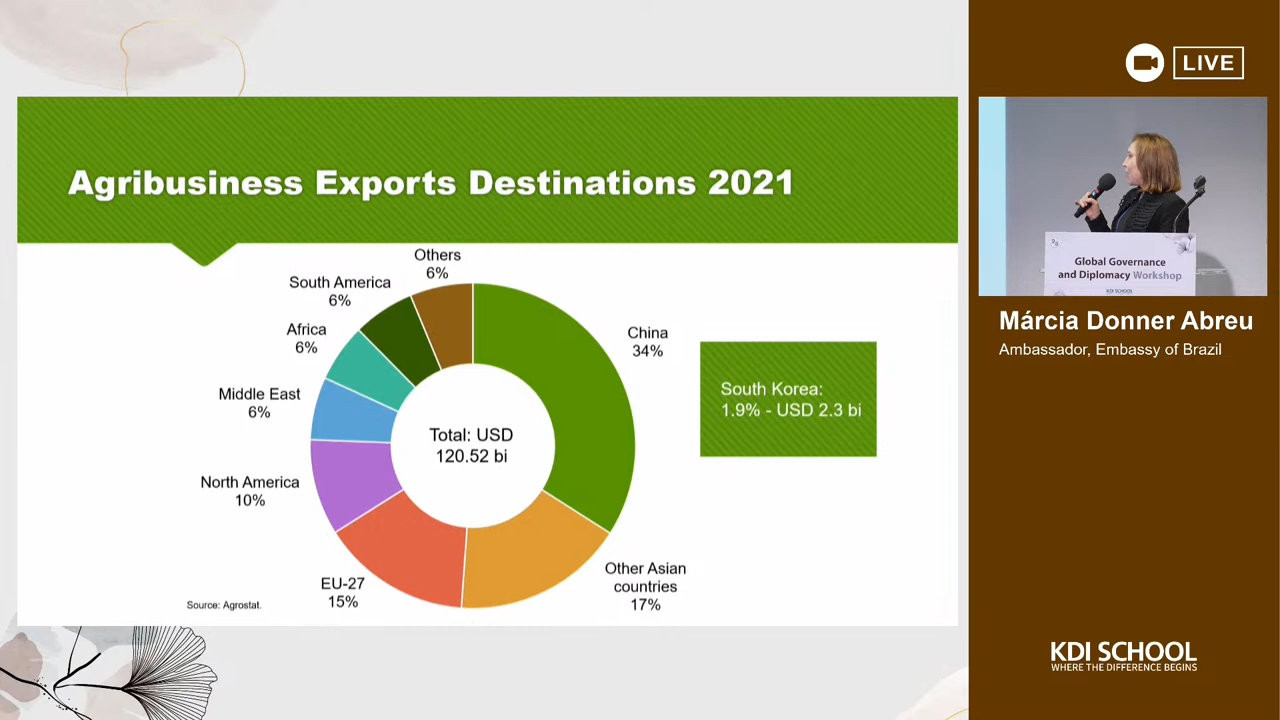 LIVE
Agribusiness Exports Destinations 2021
Others
6%
South America
6%
Africa
6%
Middle East
6%
North America
10%
EU-27
15%
Other Asian
countries
17%
China
34%
Total: USD
120.52 bi
South Korea:
1.9% - USD 2.3 bi
Source: Agrostat.
Global Governance
and Diplomacy Workshop
KDI SCHOOL
Márcia Donner Abreu
Ambassador, Embassy of Brazil
KDI SCHOOL
WHERE THE DIFFERENCE BEGINS